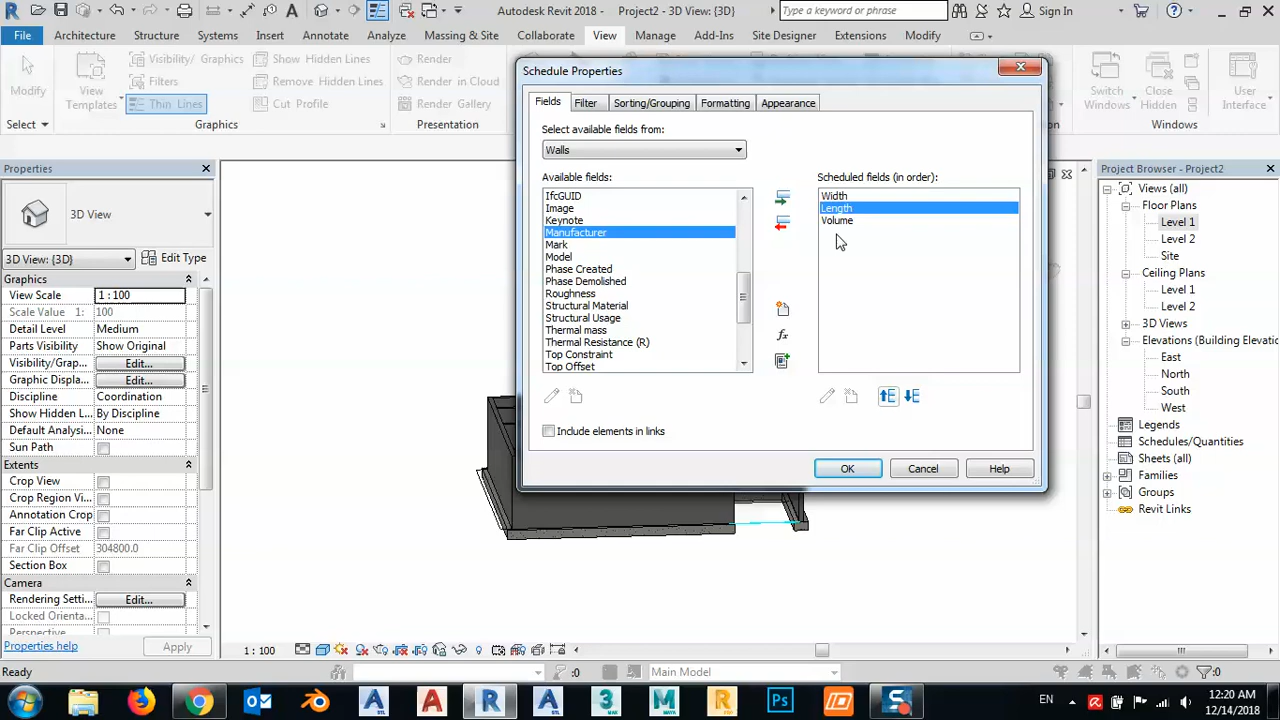 Autodesk Revit 2018 - Project2 - 3D View: {3D}
Type a keyword or phrase
Sign In
File Architecture Structure Systems Insert Annotate Analyze Massing & Site Collaborate View Manage Add-Ins Site Designer Extensions Modify
Modify
Select
View
Templates
Visibility/ Graphics
Filters
Thin Lines
Show Hidden Lines
Remove Hidden Lines
Cut Profile
Graphics
Render
Render in Cloud
Render Gallery
Presentation
Switch
Windows
Close
Hidden
User
Interface
Windows
Schedule Properties
Fields Filter Sorting/Grouping Formatting Appearance
Select available fields from:
Walls
Available fields:
IfcGUID
Image
Keynote
Manufacturer
Mark
Model
Phase Created
Phase Demolished
Roughness
Structural Material
Structural Usage
Thermal mass
Thermal Resistance (R)
Top Constraint
Top Offset
Scheduled fields (in order):
Width
Length
Volume
fx
Include elements in links
OK Cancel Help
Properties
3D View
3D View: {3D}
Edit Type
Graphics
View Scale 1 : 100
Scale Value 1: 100
Detail Level Medium
Parts Visibility Show Original
Visibility/Grap... Edit...
Graphic Displa... Edit...
Discipline Coordination
Show Hidden L... By Discipline
Default Analysi... None
Sun Path
Extents
Crop View
Crop Region Vi...
Annotation Crop
Far Clip Active
Far Clip Offset 304800.0
Section Box
Camera
Rendering Setti... Edit...
Locked Orienta...
Perspective
Properties help
Apply
Project Browser - Project2
Views (all)
Floor Plans
Level 1
Level 2
Site
Ceiling Plans
Level 1
Level 2
3D Views
Elevations (Building Elevatio
East
North
South
West
Legends
Schedules/Quantities
Sheets (all)
Families
Groups
Revit Links
1 : 100
Ready
:0
Main Model
:0
EN
12:20 AM
12/14/2018